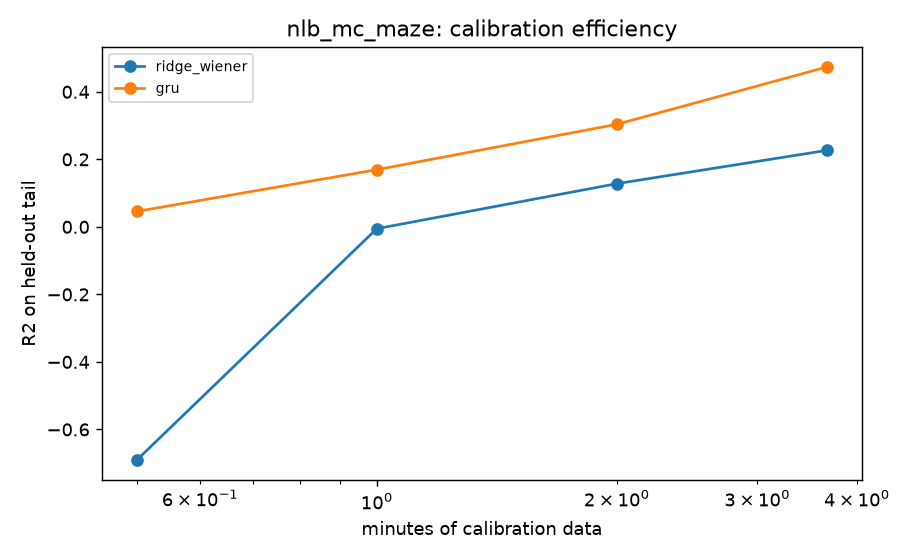 nlb_mc_maze: calibration efficiency
ridge_wiener
gru
0.4
0.2
0.0
−0.2
−0.4
−0.6
R2 on held-out tail
6 × 10⁻¹ 10⁰ 2 × 10⁰ 3 × 10⁰ 4 × 10⁰
minutes of calibration data